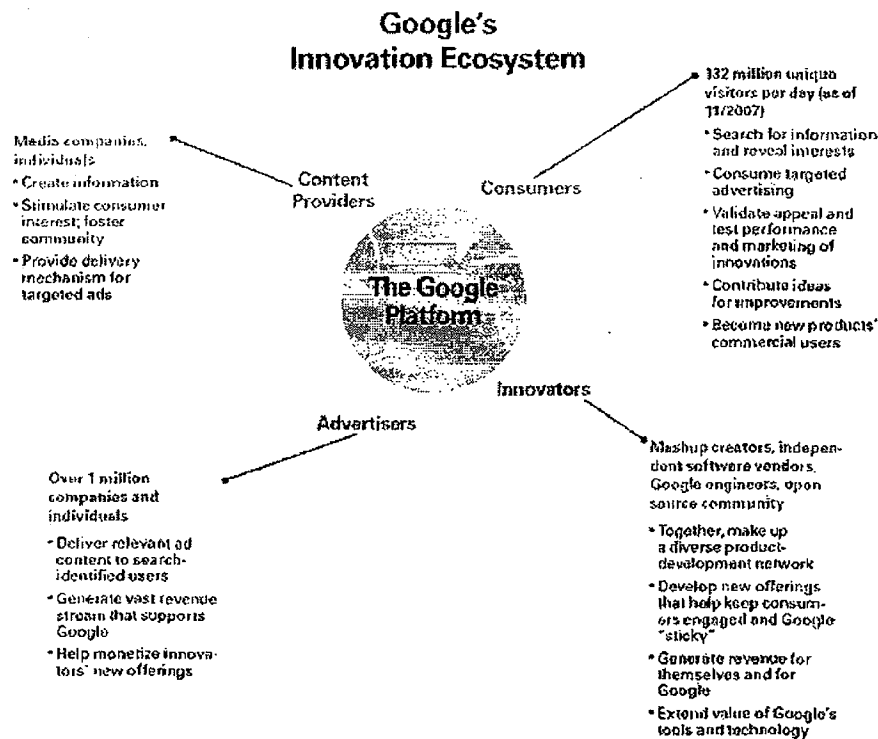 Google's
Innovation Ecosystem
Media companies,
individuals
• Create information
• Stimulate consumer
interest; foster
community
• Provide delivery
mechanism for
targeted ads
Content
Providers
Consumers
132 million unique
visitors per day (as of
11/2007)
• Search for information
and reveal interests
• Consume targeted
advertising
• Validate appeal and
test performance
and marketing of
innovations
• Contribute ideas
for improvements
• Become new products'
commercial users
The Google
Platform
Advertisers
Innovators
Over 1 million
companies and
individuals
• Deliver relevant ad
content to search-
identified users
• Generate vast revenue
stream that supports
Google
• Help monetize innova-
tors' new offerings
Mashup creators, indepen-
dent software vendors,
Google engineers, open
source community
• Together, make up
a diverse product-
development network
• Develop new offerings
that help keep consum-
ers engaged and Google
"sticky"
• Generate revenue for
themselves and for
Google
• Extend value of Google's
tools and technology